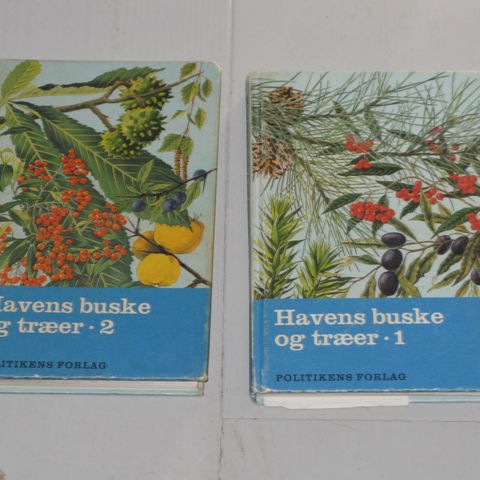 Havens buske
og træer · 2
POLITIKENS FORLAG
Havens buske
og træer · 1
POLITIKENS FORLAG